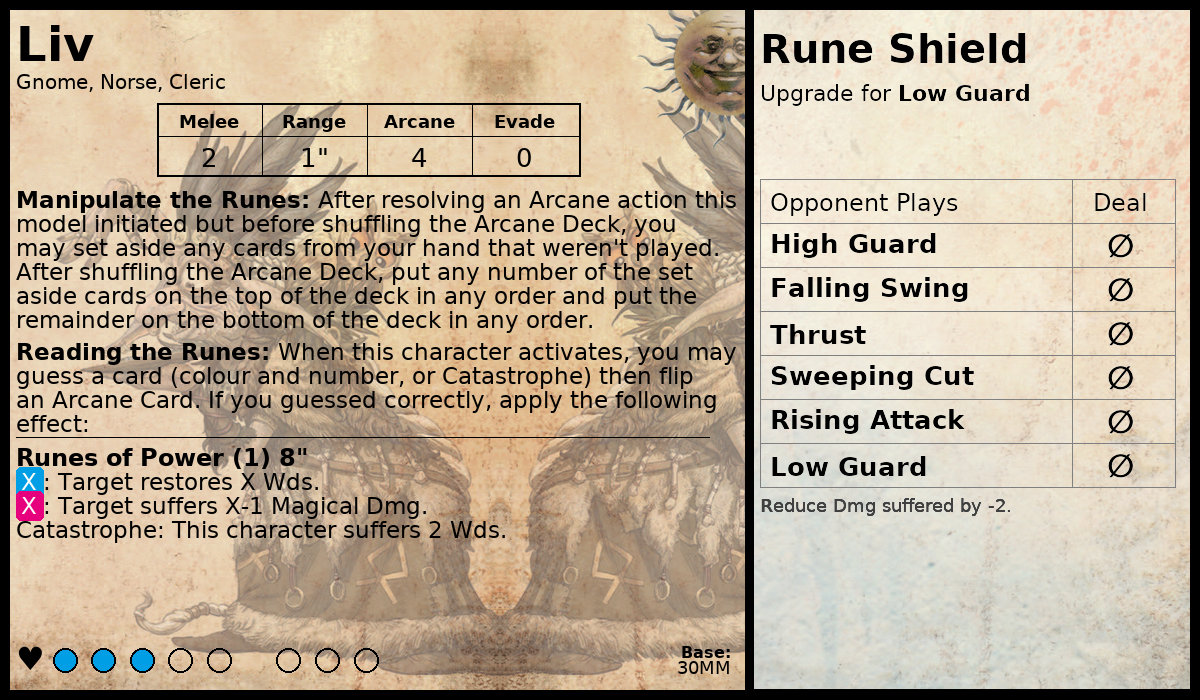 Liv
Gnome, Norse, Cleric
Melee Range Arcane Evade
2 1" 4 0
Manipulate the Runes: After resolving an Arcane action this
model initiated but before shuffling the Arcane Deck, you
may set aside any cards from your hand that weren't played.
After shuffling the Arcane Deck, put any number of the set
aside cards on the top of the deck in any order and put the
remainder on the bottom of the deck in any order.
Reading the Runes: When this character activates, you may
guess a card (colour and number, or Catastrophe) then flip
an Arcane Card. If you guessed correctly, apply the following
effect:
Runes of Power (1) 8"
X : Target restores X Wds.
X : Target suffers X-1 Magical Dmg.
Catastrophe: This character suffers 2 Wds.
Base:
30MM
Rune Shield
Upgrade for Low Guard
Opponent Plays Deal
High Guard ∅
Falling Swing ∅
Thrust ∅
Sweeping Cut ∅
Rising Attack ∅
Low Guard ∅
Reduce Dmg suffered by -2.